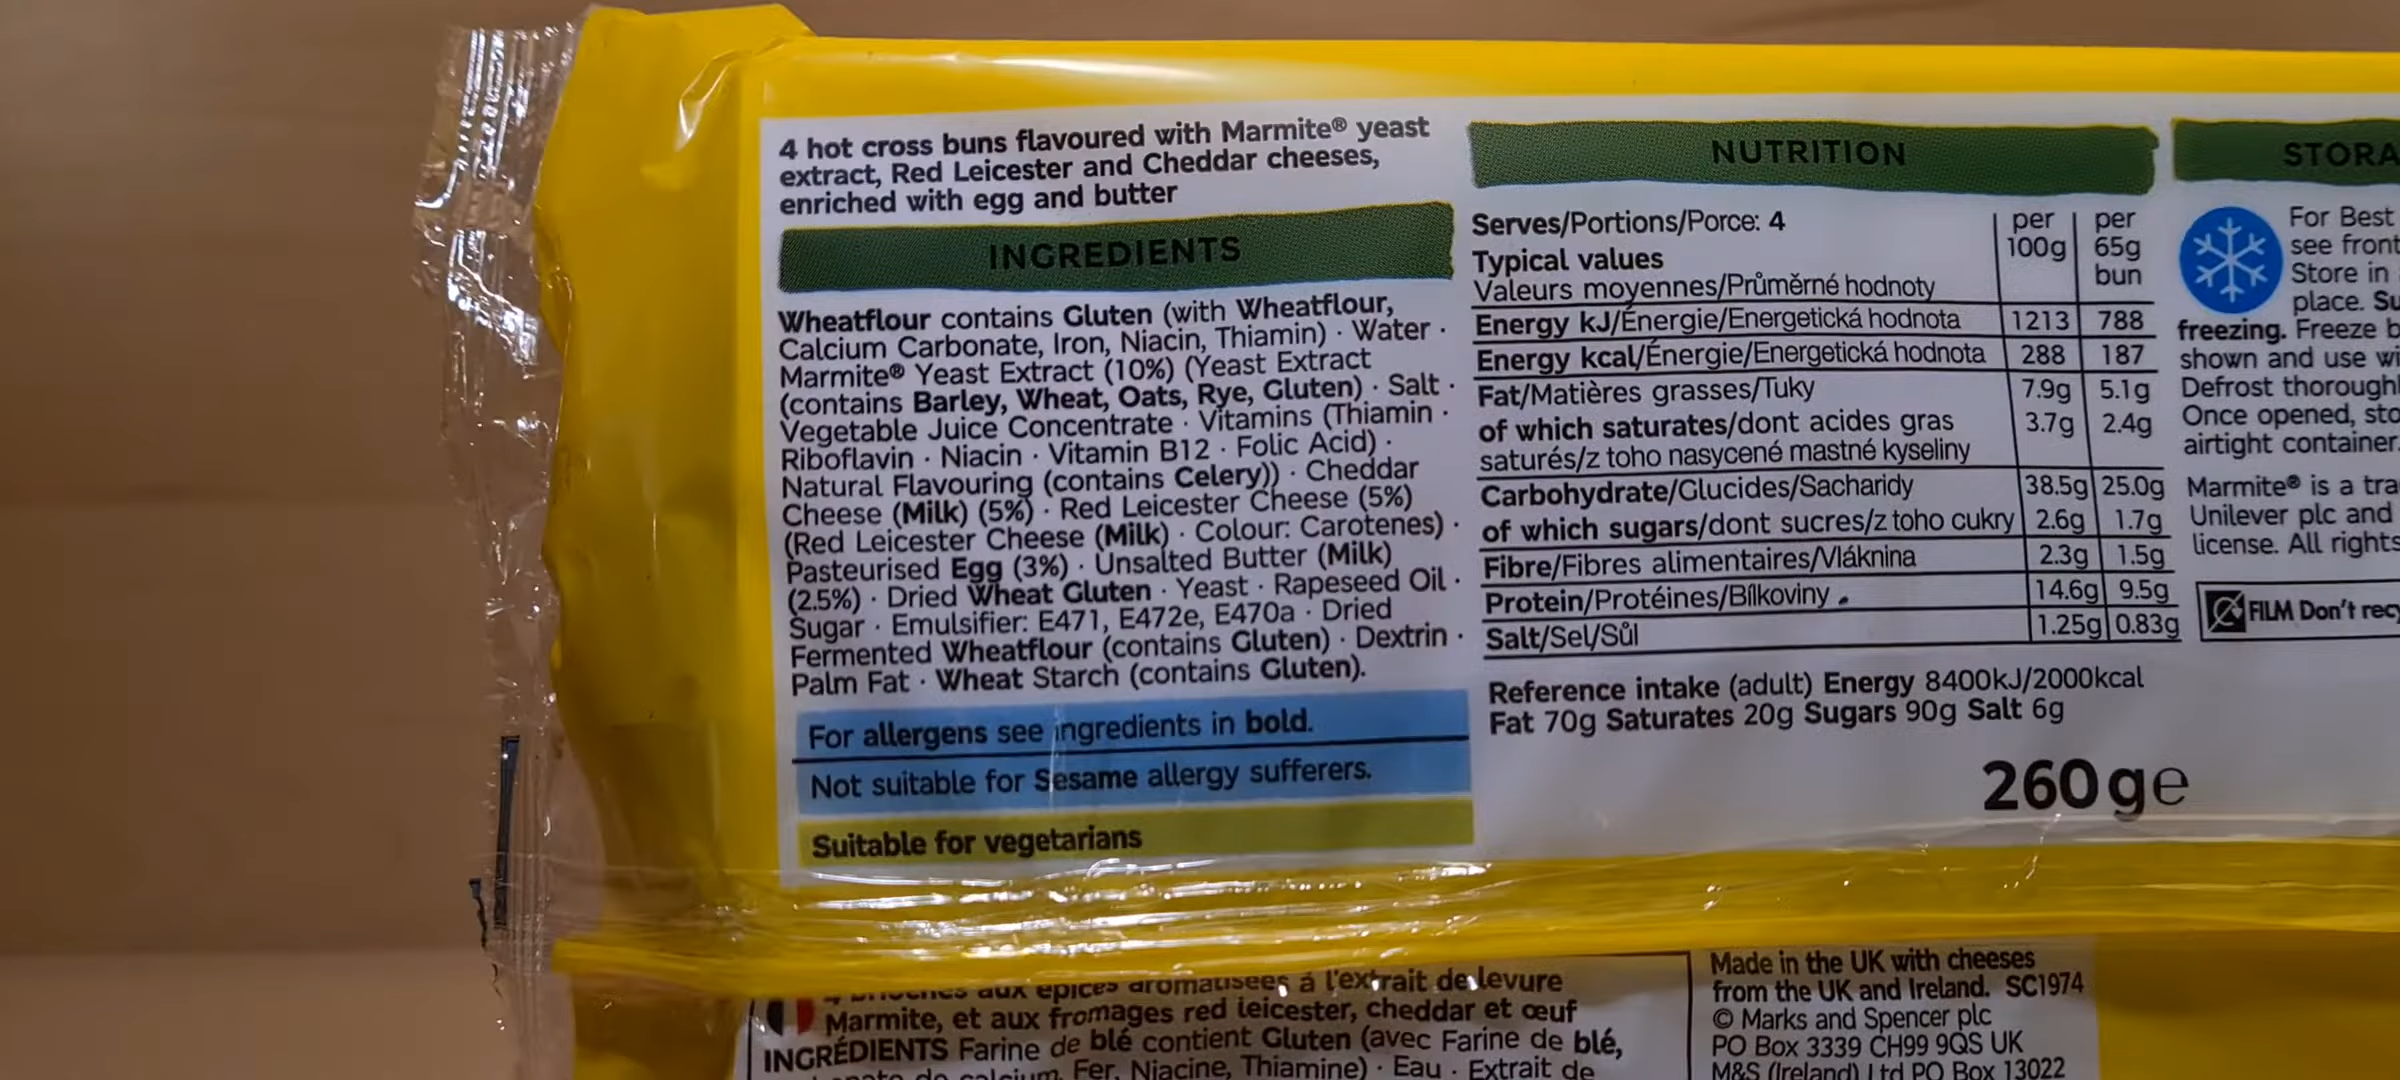 4 hot cross buns flavoured with Marmite® yeast
extract, Red Leicester and Cheddar cheeses,
enriched with egg and butter
INGREDIENTS
Wheatflour contains Gluten (with Wheatflour,
Calcium Carbonate, Iron, Niacin, Thiamin) · Water ·
Marmite® Yeast Extract (10%) (Yeast Extract
(contains Barley, Wheat, Oats, Rye, Gluten) · Salt ·
Vegetable Juice Concentrate · Vitamins (Thiamin ·
Riboflavin · Niacin · Vitamin B12 · Folic Acid) ·
Natural Flavouring (contains Celery)) · Cheddar
Cheese (Milk) (5%) · Red Leicester Cheese (5%)
(Red Leicester Cheese (Milk) · Colour: Carotenes) ·
Pasteurised Egg (3%) · Unsalted Butter (Milk)
(2.5%) · Dried Wheat Gluten · Yeast · Rapeseed Oil ·
Sugar · Emulsifier: E471, E472e, E470a · Dried
Fermented Wheatflour (contains Gluten) · Dextrin ·
Palm Fat · Wheat Starch (contains Gluten).
For allergens see ingredients in bold.
Not suitable for Sesame allergy sufferers.
Suitable for vegetarians
NUTRITION
Serves/Portions/Porce: 4
Typical values
Valeurs moyennes/Průměrné hodnoty
per 100g
per 65g bun
Energy kJ/Énergie/Energetická hodnota 1213 788
Energy kcal/Énergie/Energetická hodnota 288 187
Fat/Matières grasses/Tuky 7.9g 5.1g
of which saturates/dont acides gras 3.7g 2.4g
saturés/z toho nasycené mastné kyseliny
Carbohydrate/Glucides/Sacharidy 38.5g 25.0g
of which sugars/dont sucres/z toho cukry 2.6g 1.7g
Fibre/Fibres alimentaires/Vláknina 2.3g 1.5g
Protein/Protéines/Bílkoviny 14.6g 9.5g
Salt/Sel/Sůl 1.25g 0.83g
Reference intake (adult) Energy 8400kJ/2000kcal
Fat 70g Saturates 20g Sugars 90g Salt 6g
260g℮
STORA
For Best
see front
Store in
place. Su
freezing. Freeze b
shown and use wi
Defrost thoroughl
Once opened, sto
airtight container.
Marmite® is a tra
Unilever plc and
license. All rights
FILM Don't recy
aux épices aromatisées á l'extrait de levure
Marmite, et aux fromages red leicester, cheddar et œuf
INGRÉDIENTS Farine de blé contient Gluten (avec Farine de blé,
de calcium, Fer, Niacine, Thiamine) · Eau · Extrait de
Made in the UK with cheeses
from the UK and Ireland. SC1974
© Marks and Spencer plc
PO Box 3339 CH99 9QS UK
M&S (Ireland) Ltd PO Box 13022